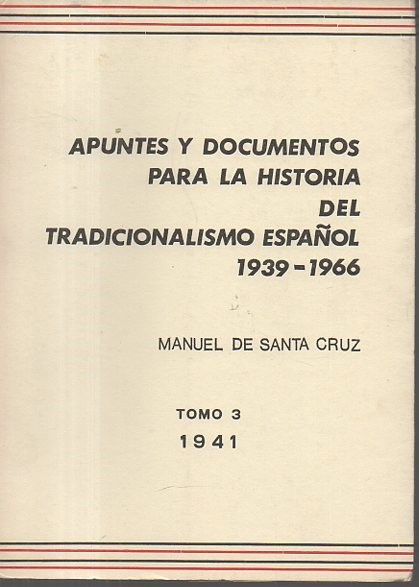 APUNTES Y DOCUMENTOS
PARA LA HISTORIA
DEL
TRADICIONALISMO ESPAÑOL
1939-1966
MANUEL DE SANTA CRUZ
TOMO 3
1941